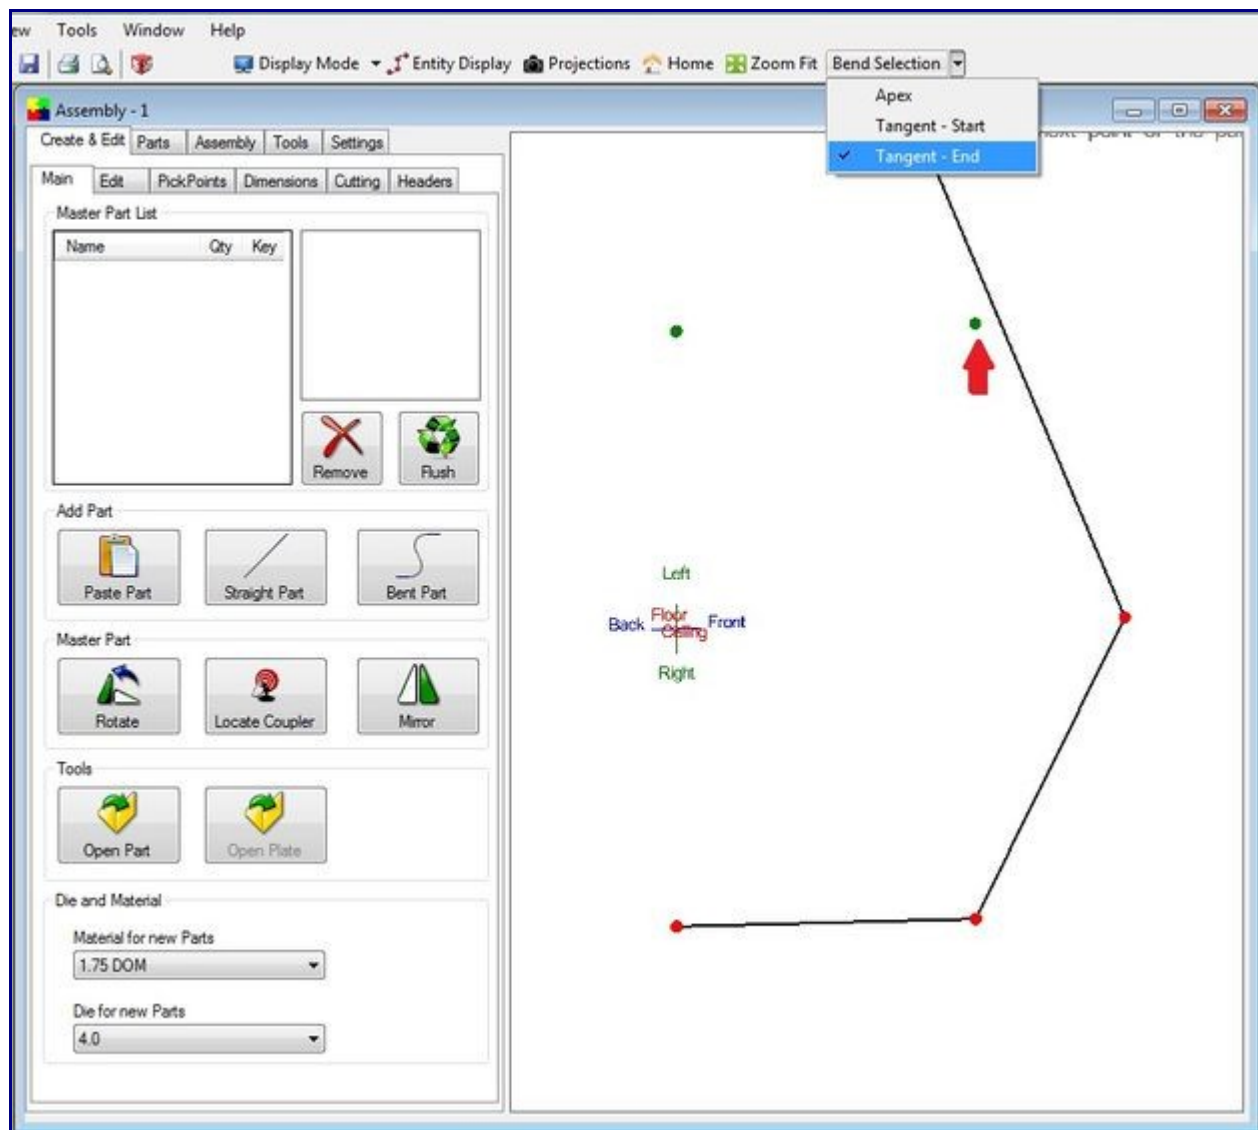 Tools Window Help
Display Mode Entity Display Projections Home Zoom Fit Bend Selection
Apex
Tangent - Start
Tangent - End
Assembly - 1
Create & Edit Parts Assembly Tools Settings
Main Edit PickPoints Dimensions Cutting Headers
Master Part List
Name Qty Key
Remove Flush
Add Part
Paste Part Straight Part Bent Part
Master Part
Rotate Locate Coupler Mirror
Tools
Open Part Open Plate
Die and Material
Material for new Parts
1.75 DOM
Die for new Parts
4.0
Left
Back Floor Front
Ceiling
Right